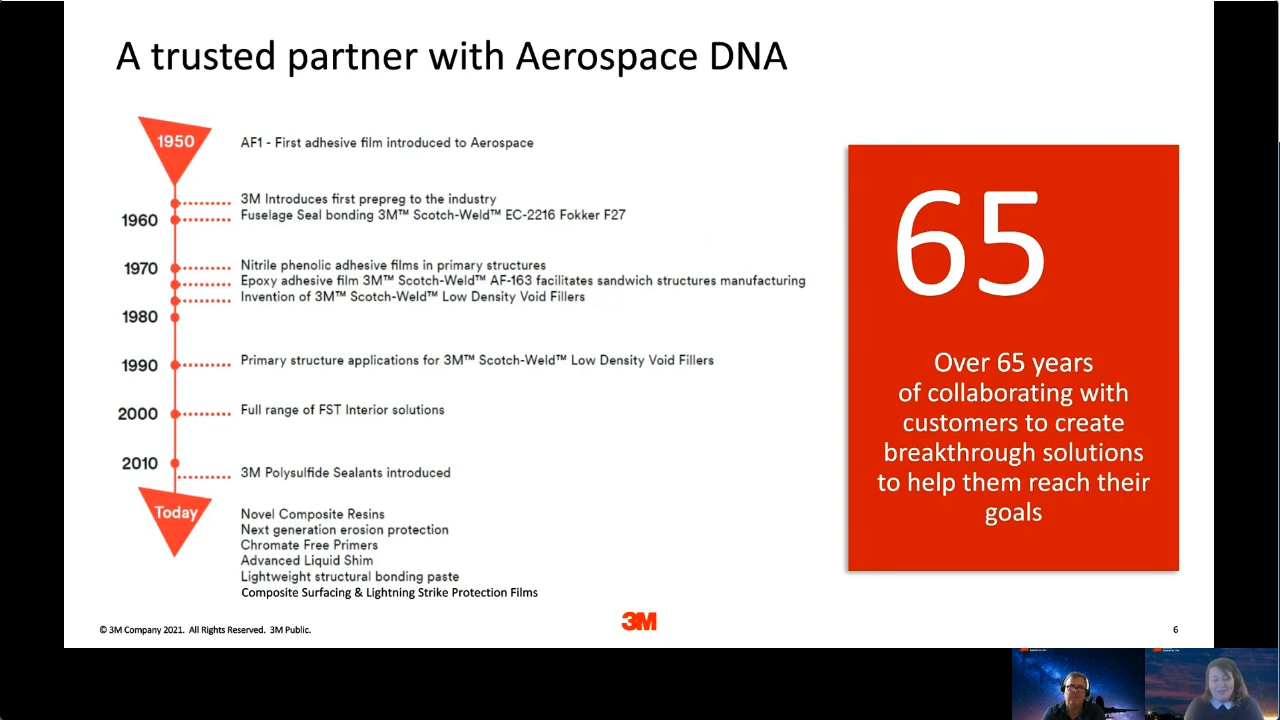 A trusted partner with Aerospace DNA
1950
AF1 - First adhesive film introduced to Aerospace
3M Introduces first prepreg to the industry
1960
Fuselage Seal bonding 3M™ Scotch-Weld™ EC-2216 Fokker F27
1970
Nitrile phenolic adhesive films in primary structures
Epoxy adhesive film 3M™ Scotch-Weld™ AF-163 facilitates sandwich structures manufacturing
Invention of 3M™ Scotch-Weld™ Low Density Void Fillers
1980
1990
Primary structure applications for 3M™ Scotch-Weld™ Low Density Void Fillers
2000
Full range of FST Interior solutions
2010
3M Polysulfide Sealants introduced
Today
Novel Composite Resins
Next generation erosion protection
Chromate Free Primers
Advanced Liquid Shim
Lightweight structural bonding paste
Composite Surfacing & Lightning Strike Protection Films
65
Over 65 years
of collaborating with
customers to create
breakthrough solutions
to help them reach their
goals
© 3M Company 2021. All Rights Reserved. 3M Public.
3M
6